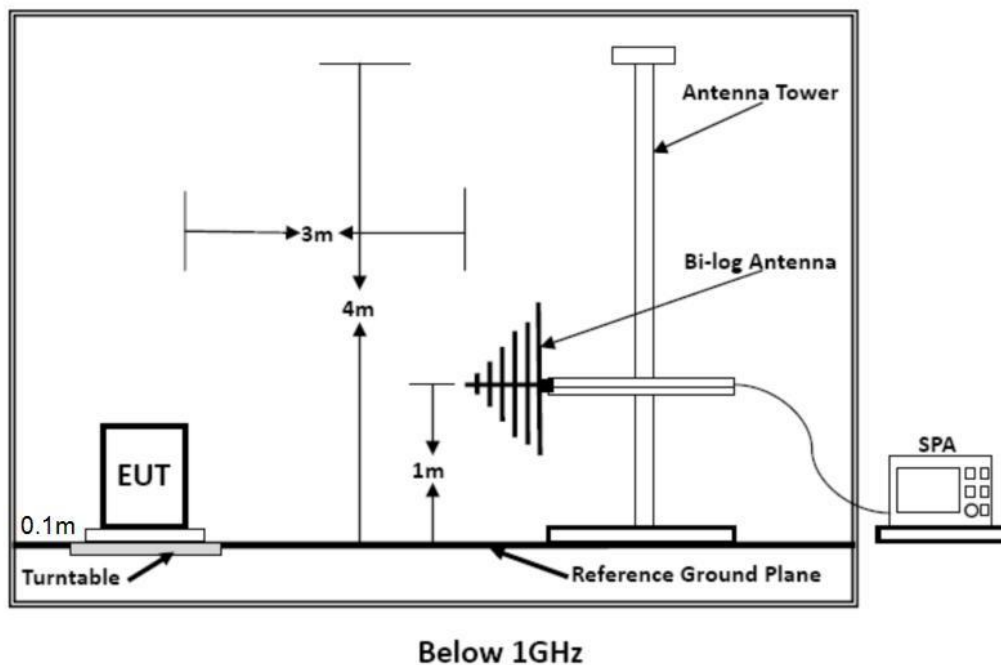 Antenna Tower
3m
Bi-log Antenna
4m
EUT
1m
SPA
0.1m
Turntable
Reference Ground Plane
Below 1GHz